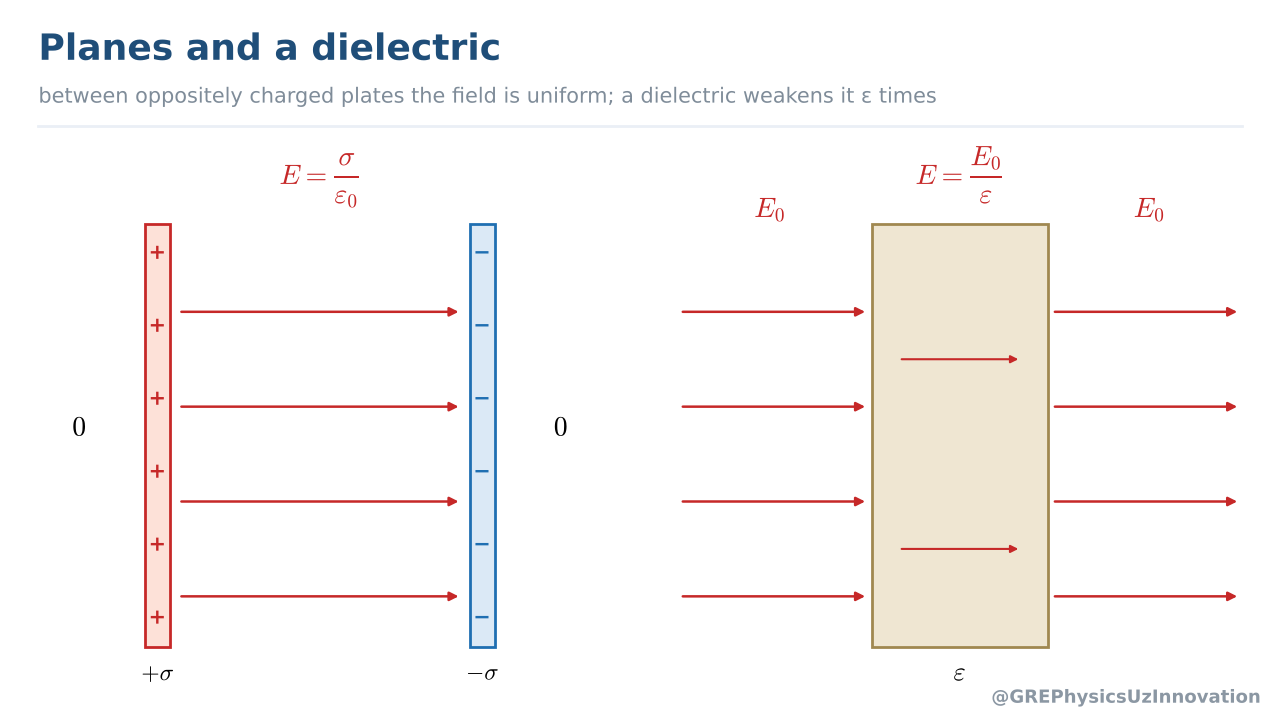 Planes and a dielectric
between oppositely charged plates the field is uniform; a dielectric weakens it ε times
E = σ/ε₀
E = E₀/ε
E₀
E₀
+ −
+ −
0
+ −
0
+ −
+ −
+ −
+σ
−σ
ε
@GREPhysicsUzInnovation